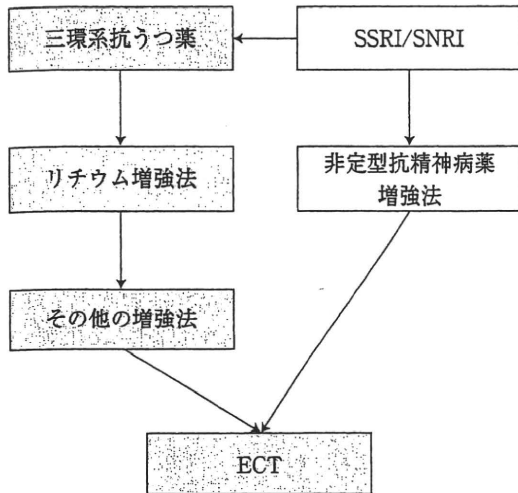 三環系抗うつ薬
SSRI/SNRI
リチウム増強法
非定型抗精神病薬
増強法
その他の増強法
ECT